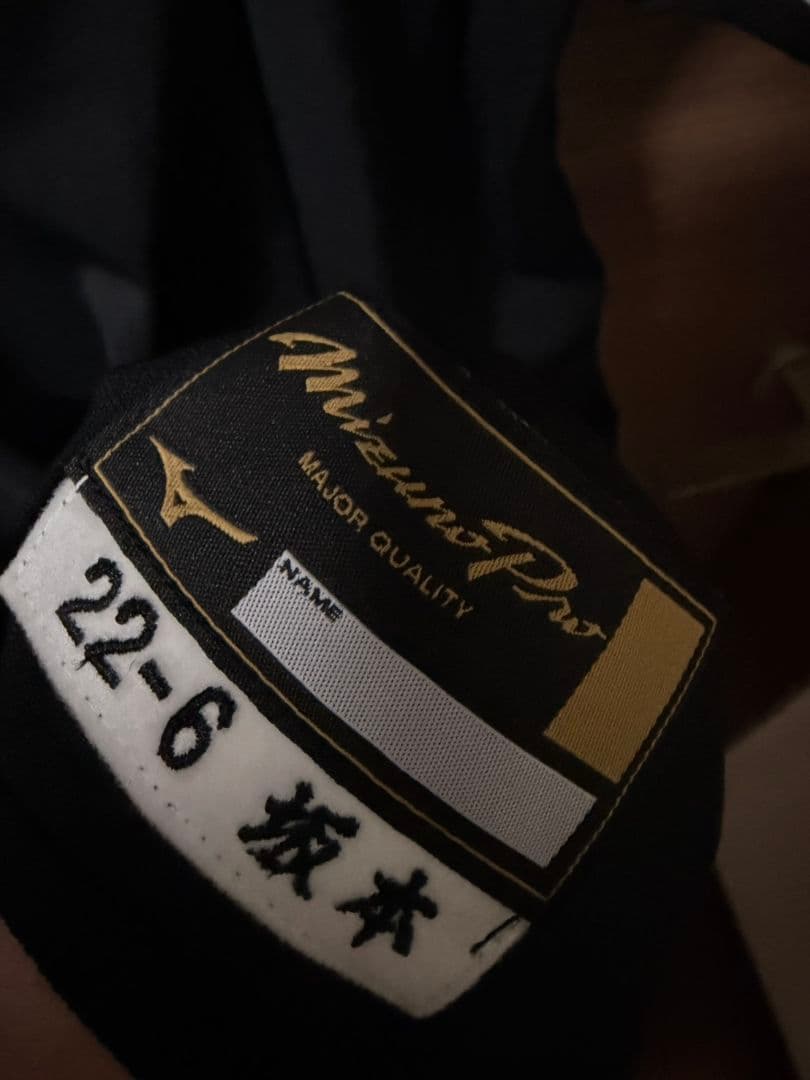 Mizuno Pro
MAJOR QUALITY
NAME
22-6 坂本